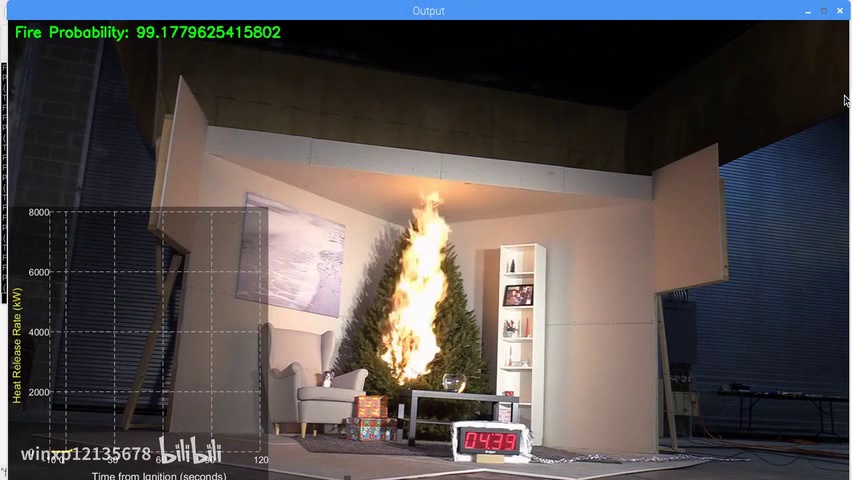 Output
Fire Probability: 99.1779625415802
8000
6000
4000
2000
Heat Release Rate (kW)
04:39
winxp12135678 bilibili
120
Time from Ignition (seconds)